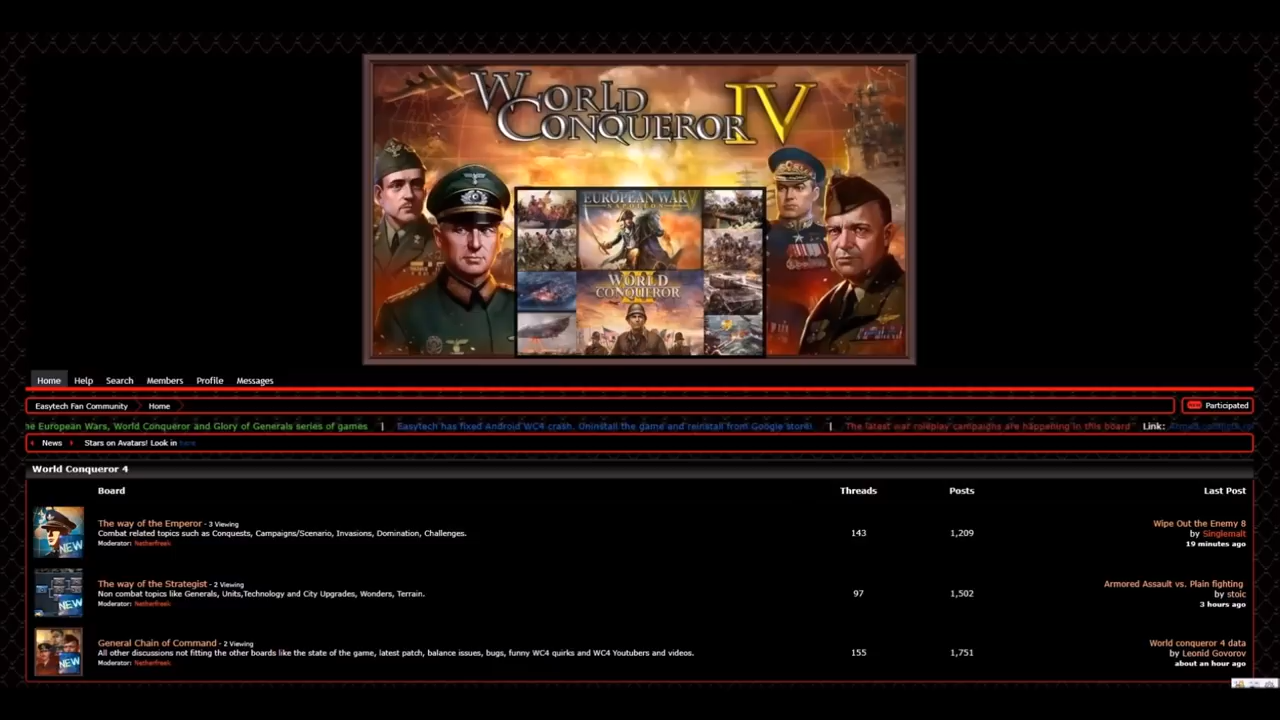 WORLD
CONQUEROR IV
EUROPEAN WAR V
NAPOLEON
WORLD
CONQUEROR
III
Home Help Search Members Profile Messages
Easytech Fan Community Home Participated
he European Wars, World Conqueror and Glory of Generals series of games | Easytech has fixed Android WC4 crash. Uninstall the game and reinstall from Google store! | The latest war roleplay campaigns are happening in this board Link:
News Stars on Avatars! Look in here
World Conqueror 4
Board Threads Posts Last Post
The way of the Emperor - 3 Viewing
Combat related topics such as Conquests, Campaigns/Scenario, Invasions, Domination, Challenges.
Moderator: Netherfreek
NEW
143 1,209
Wipe Out the Enemy 8
by Singlemalt
19 minutes ago
The way of the Strategist - 2 Viewing
Non combat topics like Generals, Units,Technology and City Upgrades, Wonders, Terrain.
Moderator: Netherfreek
NEW
97 1,502
Armored Assault vs. Plain fighting
by stoic
3 hours ago
General Chain of Command - 2 Viewing
All other discussions not fitting the other boards like the state of the game, latest patch, balance issues, bugs, funny WC4 quirks and WC4 Youtubers and videos.
Moderator: Netherfreek
NEW
155 1,751
World conqueror 4 data
by Leonid Govorov
about an hour ago